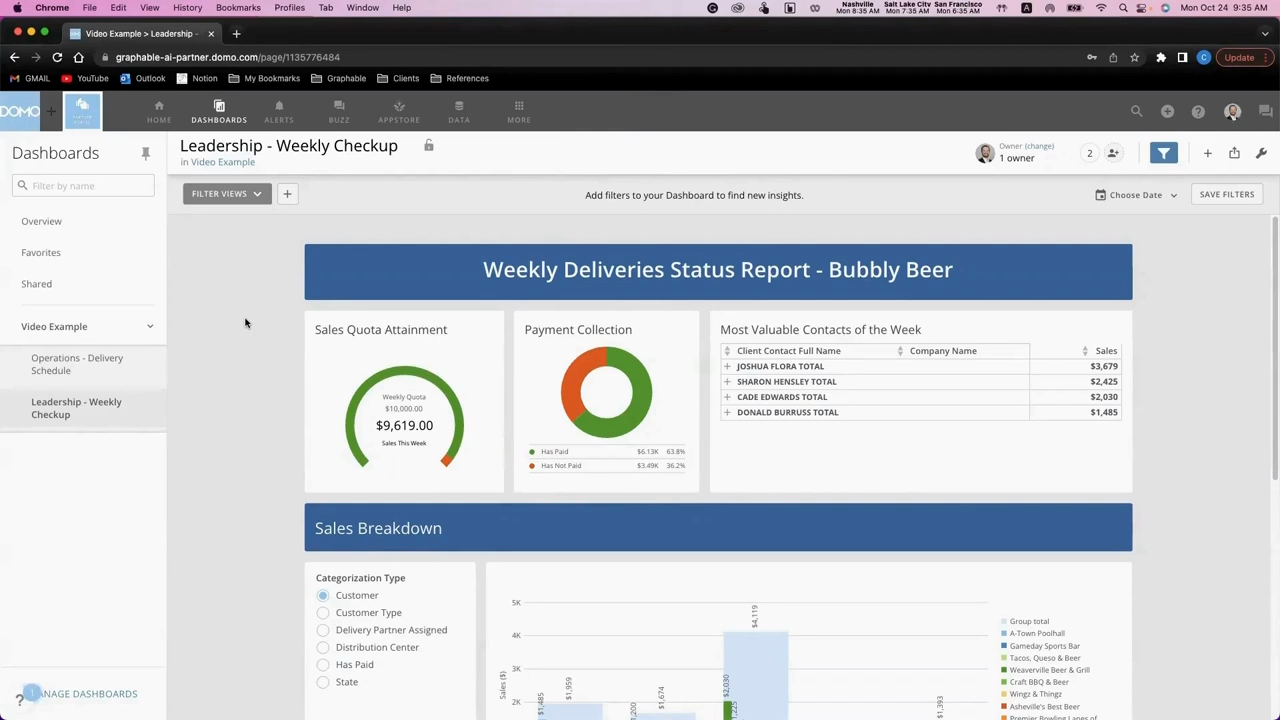 Chrome File Edit View History Bookmarks Profiles Tab Window Help
Nashville Mon 8:35 AM Salt Lake City Mon 7:35 AM San Francisco Mon 6:35 AM
Mon Oct 24 9:35 AM
Video Example > Leadership -
graphable-ai-partner.domo.com/page/1135776484
C
Update
GMAIL YouTube Outlook Notion My Bookmarks Graphable Clients References
DOMO
HOME DASHBOARDS ALERTS BUZZ APPSTORE DATA MORE
Dashboards
Filter by name
Overview
Favorites
Shared
Video Example
Operations - Delivery
Schedule
Leadership - Weekly
Checkup
1
ANAGE DASHBOARDS
Leadership - Weekly Checkup
in Video Example
Owner (change)
1 owner
2
FILTER VIEWS
Add filters to your Dashboard to find new insights.
Choose Date
SAVE FILTERS
Weekly Deliveries Status Report - Bubbly Beer
Sales Quota Attainment
Weekly Quota
$10,000.00
$9,619.00
Sales This Week
Payment Collection
Has Paid $6.13K 63.8%
Has Not Paid $3.49K 36.2%
Most Valuable Contacts of the Week
Client Contact Full Name Company Name Sales
JOSHUA FLORA TOTAL $3,679
SHARON HENSLEY TOTAL $2,425
CADE EDWARDS TOTAL $2,030
DONALD BURRUSS TOTAL $1,485
Sales Breakdown
Categorization Type
Customer
Customer Type
Delivery Partner Assigned
Distribution Center
Has Paid
State
Sales ($)
5K
4K
3K
2K
$1,485
$1,959
,200
$1,674
$2,030
,225
$4,119
$1,393
Group total
A-Town Poolhall
Gameday Sports Bar
Tacos, Queso & Beer
Weaverville Beer & Grill
Craft BBQ & Beer
Wingz & Thingz
Asheville's Best Beer
Premier Bowling Lanes of